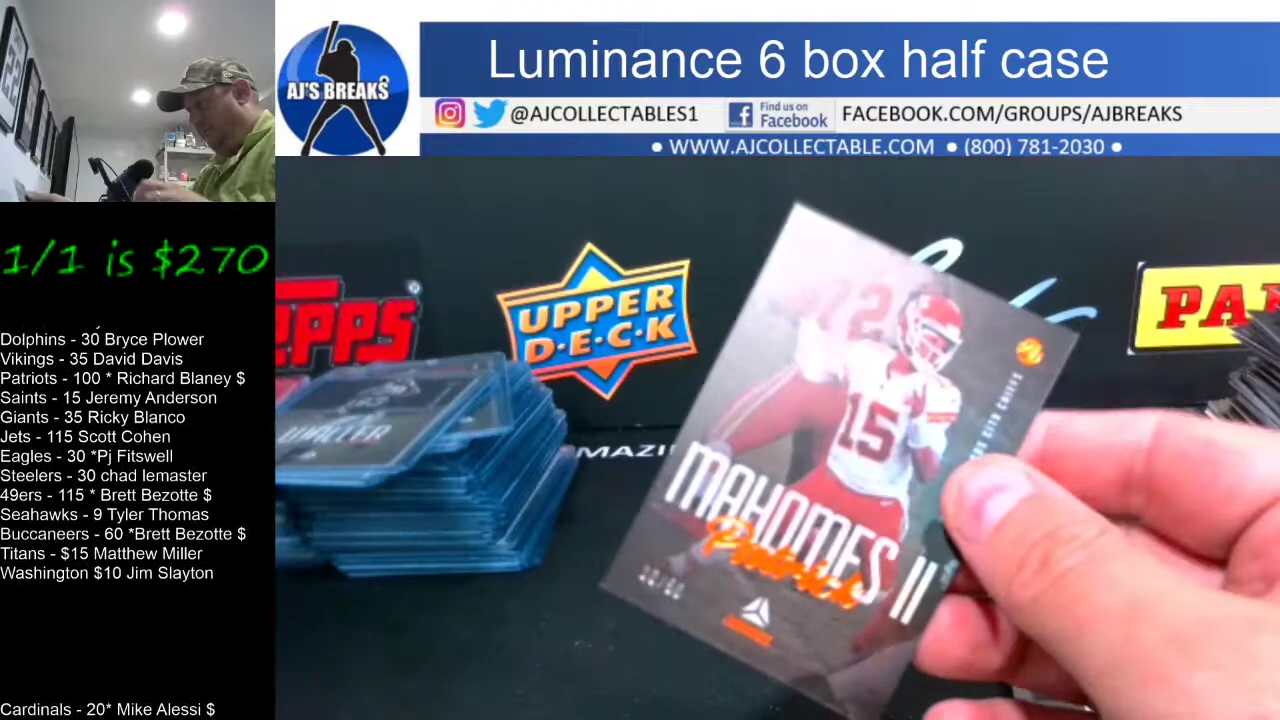 Luminance 6 box half case
AJ'S BREAKS
@AJCOLLECTABLES1
Find us on
Facebook
FACEBOOK.COM/GROUPS/AJBREAKS
• WWW.AJCOLLECTABLE.COM • (800) 781-2030 •
1/1 is $270
Dolphins - 30 Bryce Plower
Vikings - 35 David Davis
Patriots - 100 * Richard Blaney $
Saints - 15 Jeremy Anderson
Giants - 35 Ricky Blanco
Jets - 115 Scott Cohen
Eagles - 30 *Pj Fitswell
Steelers - 30 chad lemaster
49ers - 115 * Brett Bezotte $
Seahawks - 9 Tyler Thomas
Buccaneers - 60 *Brett Bezotte $
Titans - $15 Matthew Miller
Washington $10 Jim Slayton
Cardinals - 20* Mike Alessi $
UPPER
D·E·C·K
15
MAHOMES II
Patrick
CITY CHIEFS